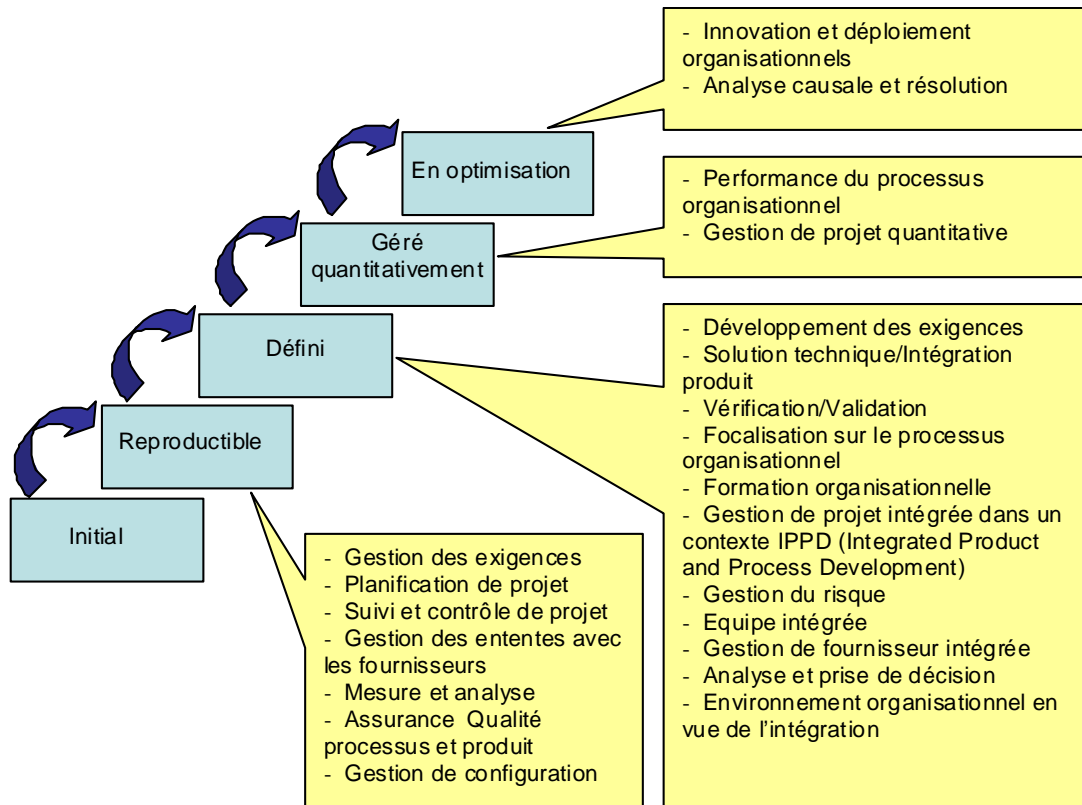 - Innovation et déploiement
organisationnels
- Analyse causale et résolution
En optimisation
- Performance du processus
organisationnel
- Gestion de projet quantitative
Géré
quantitativement
Défini
- Développement des exigences
- Solution technique/Intégration
produit
- Vérification/Validation
- Focalisation sur le processus
organisationnel
- Formation organisationnelle
- Gestion de projet intégrée dans un
contexte IPPD (Integrated Product
and Process Development)
- Gestion du risque
- Equipe intégrée
- Gestion de fournisseur intégrée
- Analyse et prise de décision
- Environnement organisationnel en
vue de l'intégration
Reproductible
Initial
- Gestion des exigences
- Planification de projet
- Suivi et contrôle de projet
- Gestion des ententes avec
les fournisseurs
- Mesure et analyse
- Assurance Qualité
processus et produit
- Gestion de configuration